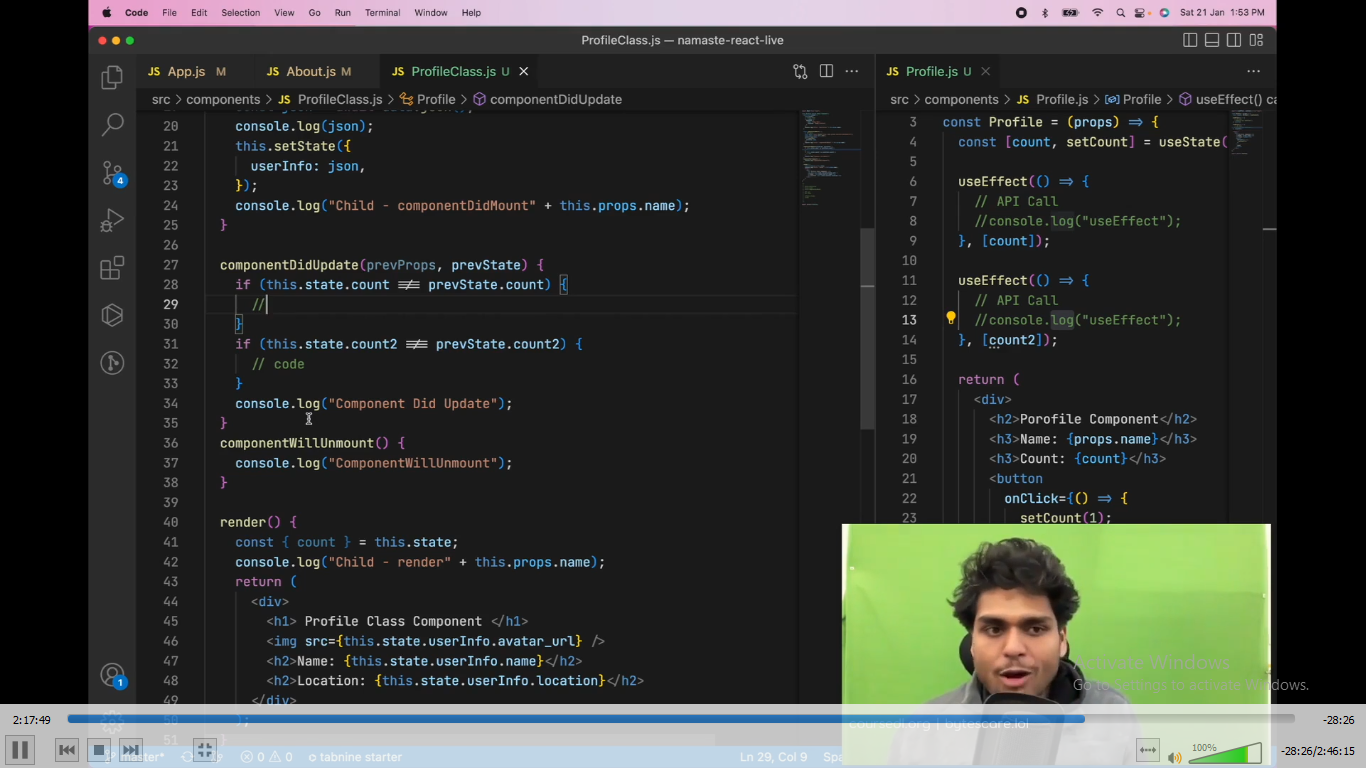 Code File Edit Selection View Go Run Terminal Window Help Sat 21 Jan 1:53 PM
ProfileClass.js — namaste-react-live
JS App.js M JS About.js M JS ProfileClass.js U
src > components > JS ProfileClass.js > Profile > componentDidUpdate
20 console.log(json);
21 this.setState({
22 userInfo: json,
23 });
24 console.log("Child - componentDidMount" + this.props.name);
25 }
26
27 componentDidUpdate(prevProps, prevState) {
28 if (this.state.count !== prevState.count) {
29 //
30 }
31 if (this.state.count2 !== prevState.count2) {
32 // code
33 }
34 console.log("Component Did Update");
35 }
36 componentWillUnmount() {
37 console.log("ComponentWillUnmount");
38 }
39
40 render() {
41 const { count } = this.state;
42 console.log("Child - render" + this.props.name);
43 return (
44 <div>
45 <h1> Profile Class Component </h1>
46 <img src={this.state.userInfo.avatar_url} />
47 <h2>Name: {this.state.userInfo.name}</h2>
48 <h2>Location: {this.state.userInfo.location}</h2>
49 </div>
50 );
51 }
JS Profile.js U
src > components > JS Profile.js > Profile > useEffect() ca
3 const Profile = (props) => {
4 const [count, setCount] = useState(
5
6 useEffect(() => {
7 // API Call
8 //console.log("useEffect");
9 }, [count]);
10
11 useEffect(() => {
12 // API Call
13 //console.log("useEffect");
14 }, [count2]);
15
16 return (
17 <div>
18 <h2>Porofile Component</h2>
19 <h3>Name: {props.name}</h3>
20 <h3>Count: {count}</h3>
21 <button
22 onClick={() => {
23 setCount(1);
4
1
Activate Windows
Go to Settings to activate Windows.
coursedl.org | bytescore.lol
2:17:49 -28:26
master* 0 0 tabnine starter Ln 29, Col 9 Spa
100% -28:26/2:46:15